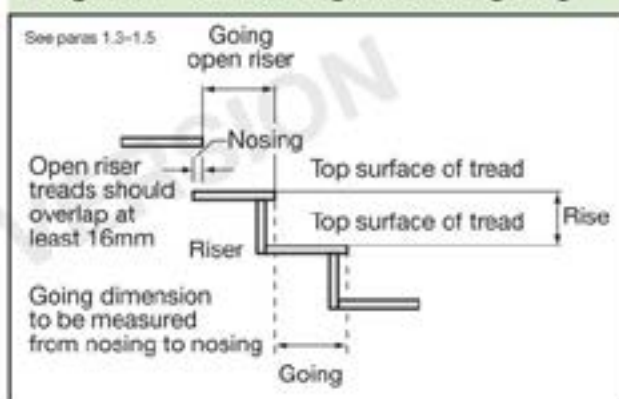 See paras 1.3–1.5
Going
open riser
Nosing
Open riser
treads should
overlap at
least 16mm
Top surface of tread
Top surface of tread
Rise
Riser
Going dimension
to be measured
from nosing to nosing
Going